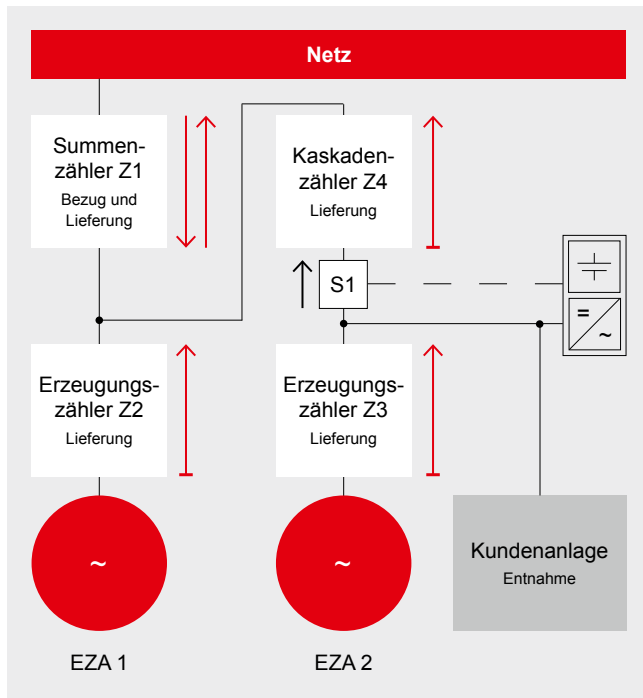 Netz
Summen-
zähler Z1
Bezug und
Lieferung
Kaskaden-
zähler Z4
Lieferung
S1
=
~
Erzeugungs-
zähler Z2
Lieferung
Erzeugungs-
zähler Z3
Lieferung
~
~
Kundenanlage
Entnahme
EZA 1
EZA 2